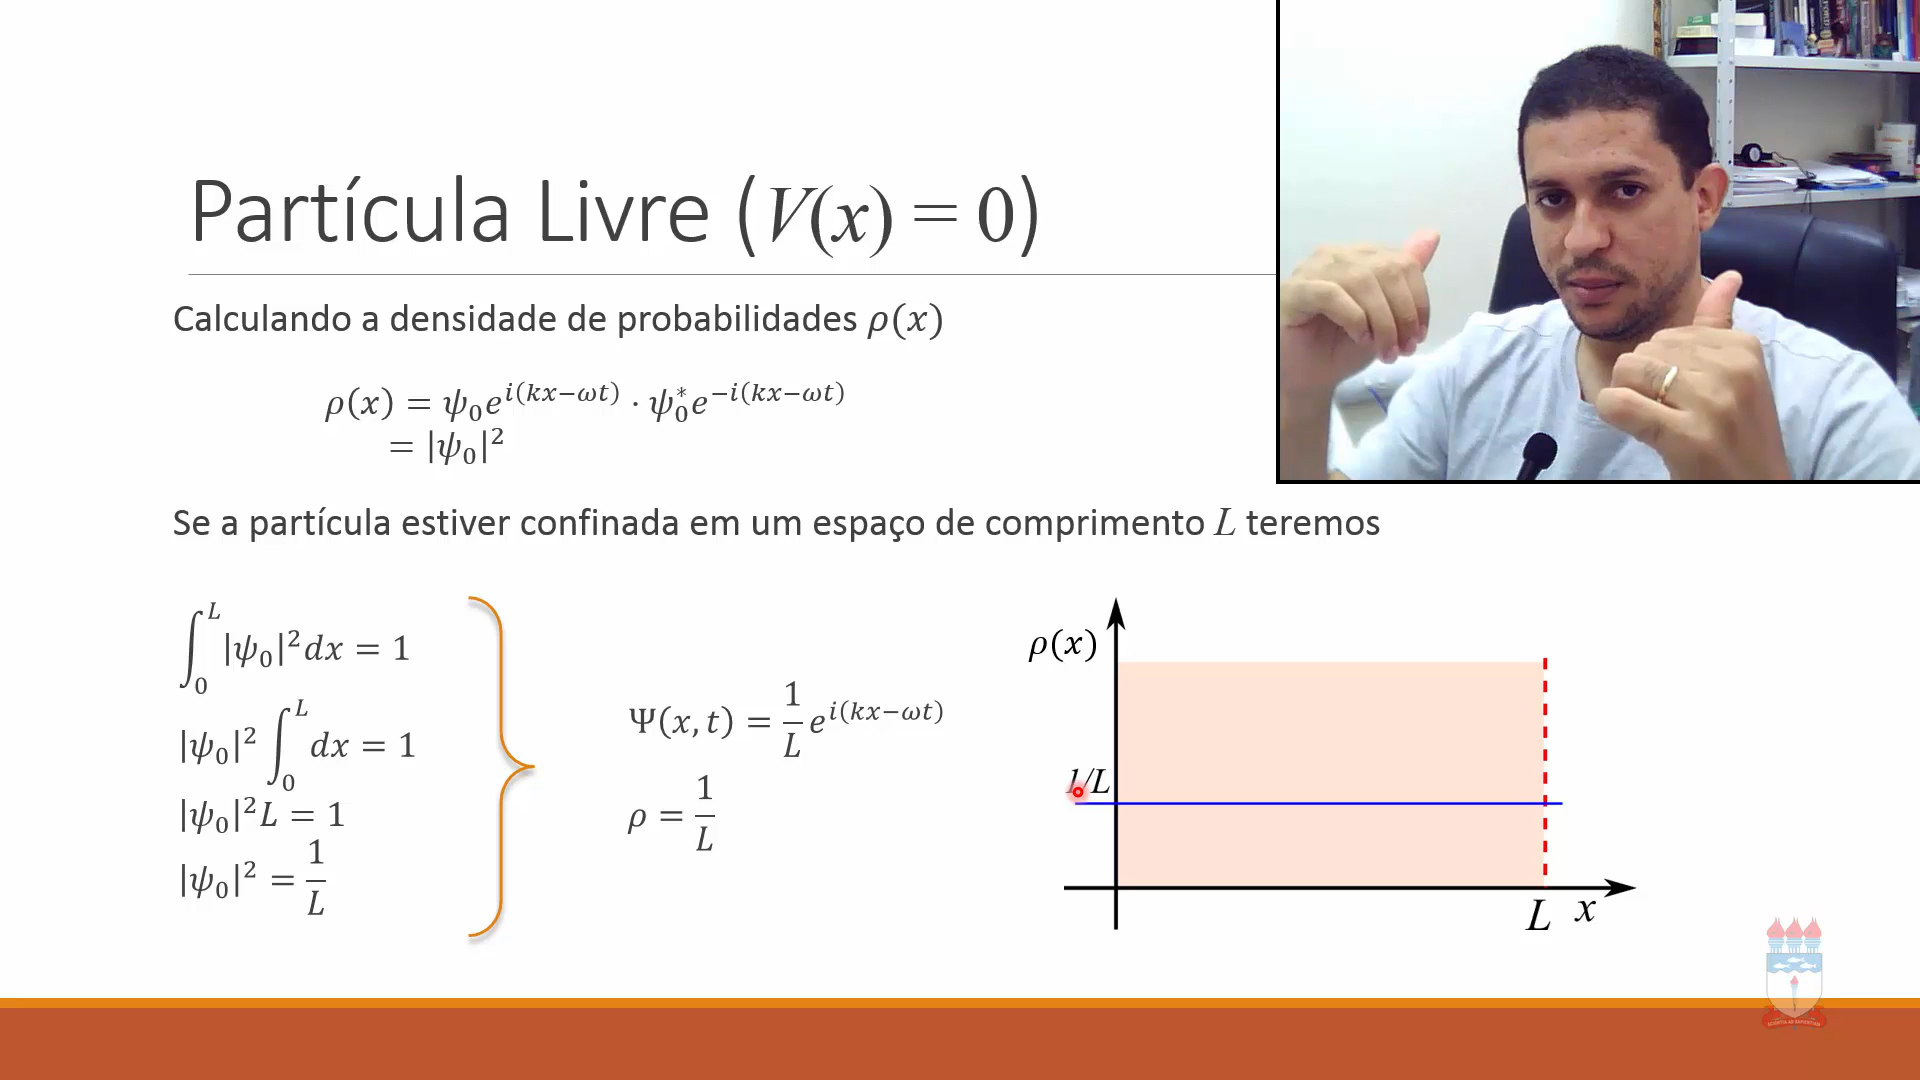 Partícula Livre (V(x) = 0)
Calculando a densidade de probabilidades ρ(x)
ρ(x) = ψ₀e^{i(kx−ωt)} · ψ₀*e^{−i(kx−ωt)}
= |ψ₀|²
Se a partícula estiver confinada em um espaço de comprimento L teremos
∫₀ᴸ|ψ₀|²dx = 1
|ψ₀|² ∫₀ᴸ dx = 1
|ψ₀|²L = 1
|ψ₀|² = 1/L
Ψ(x, t) = 1/L e^{i(kx−ωt)}
ρ = 1/L
ρ(x)
1/L
L x